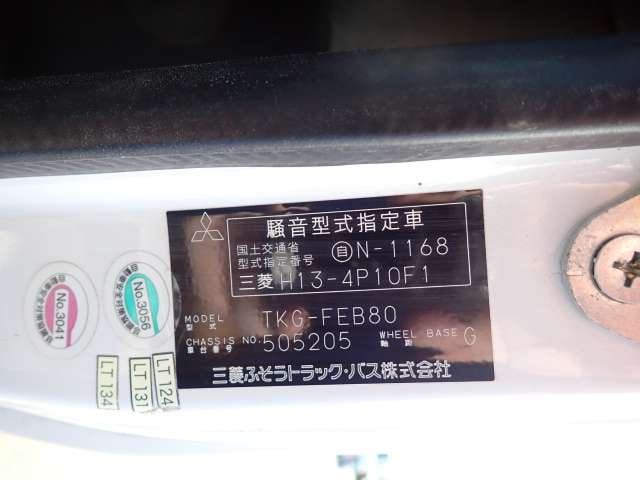 騒音型式指定車
国土交通省
型式指定番号
自 N-1168
三菱 H13-4P10F1
MODEL
型式
TKG-FEB80
CHASSIS NO.
車台番号
505205
WHEEL BASE
軸距
G
三菱ふそうトラック・バス株式会社
No.3041
No.3056
LT 134
LT 131
LT 124